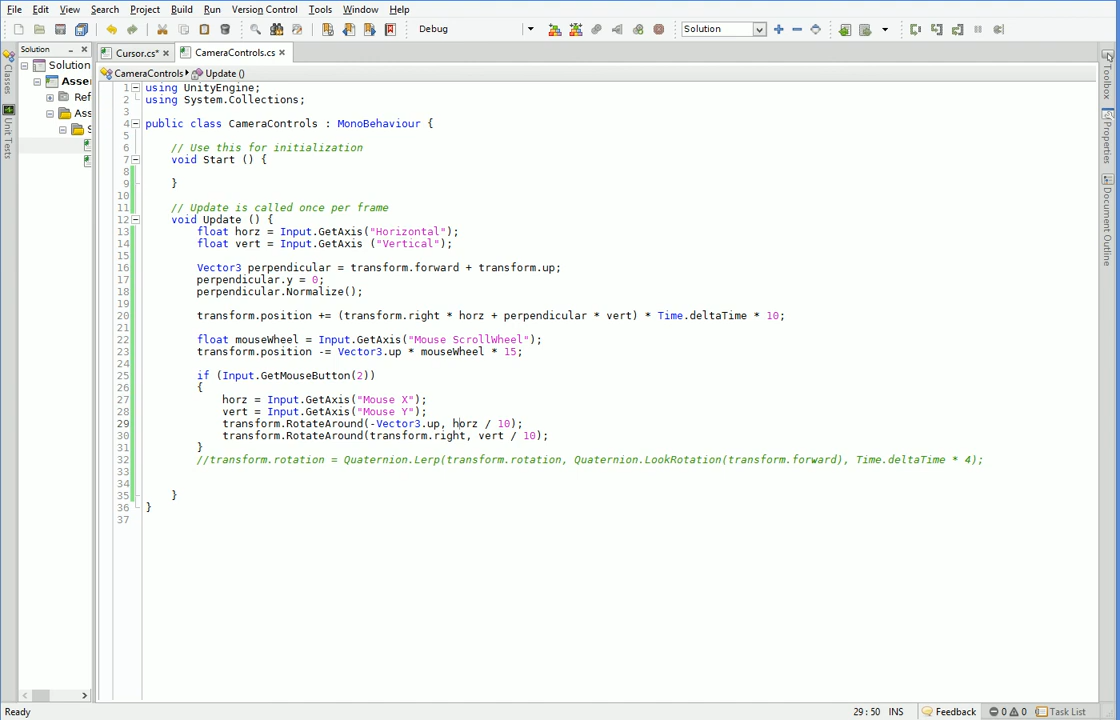 File Edit View Search Project Build Run Version Control Tools Window Help
Debug Solution
Solution
Cursor.cs* CameraControls.cs
CameraControls Update ()
Classes
Unit Tests
Solution
Asse
Ref
Ass
S
Toolbox
Properties
Document Outline
1 using UnityEngine;
2 using System.Collections;
3
4 public class CameraControls : MonoBehaviour {
5
6 // Use this for initialization
7 void Start () {
8
9 }
10
11 // Update is called once per frame
12 void Update () {
13 float horz = Input.GetAxis("Horizontal");
14 float vert = Input.GetAxis ("Vertical");
15
16 Vector3 perpendicular = transform.forward + transform.up;
17 perpendicular.y = 0;
18 perpendicular.Normalize();
19
20 transform.position += (transform.right * horz + perpendicular * vert) * Time.deltaTime * 10;
21
22 float mouseWheel = Input.GetAxis("Mouse ScrollWheel");
23 transform.position -= Vector3.up * mouseWheel * 15;
24
25 if (Input.GetMouseButton(2))
26 {
27 horz = Input.GetAxis("Mouse X");
28 vert = Input.GetAxis("Mouse Y");
29 transform.RotateAround(-Vector3.up, horz / 10);
30 transform.RotateAround(transform.right, vert / 10);
31 }
32 //transform.rotation = Quaternion.Lerp(transform.rotation, Quaternion.LookRotation(transform.forward), Time.deltaTime * 4);
33
34
35 }
36 }
37
Ready 29 : 50 INS Feedback 0 0 Task List